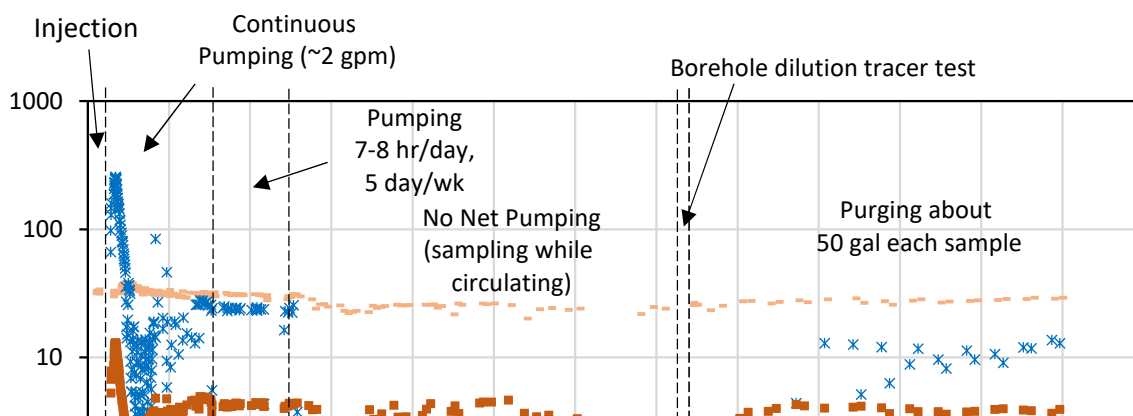 Injection
Continuous
Pumping (~2 gpm)
Borehole dilution tracer test
1000
Pumping
7-8 hr/day,
5 day/wk
No Net Pumping
(sampling while
circulating)
Purging about
50 gal each sample
100
10